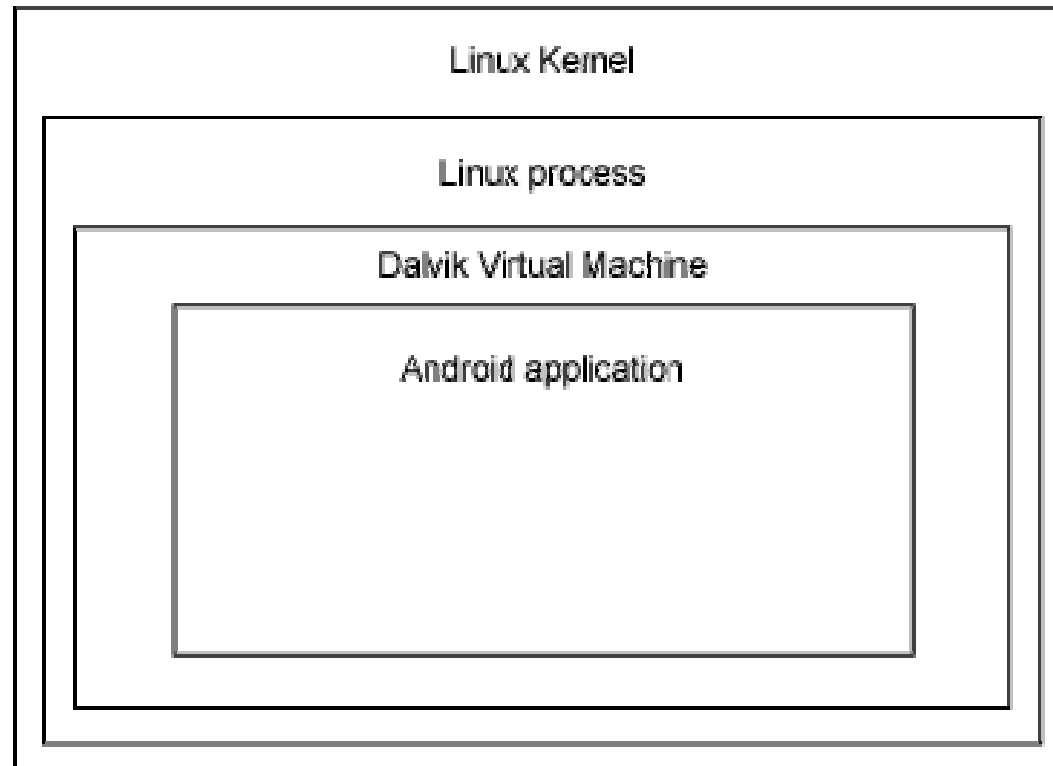 Linux Kernel
Linux process
Dalvik Virtual Machine
Android application